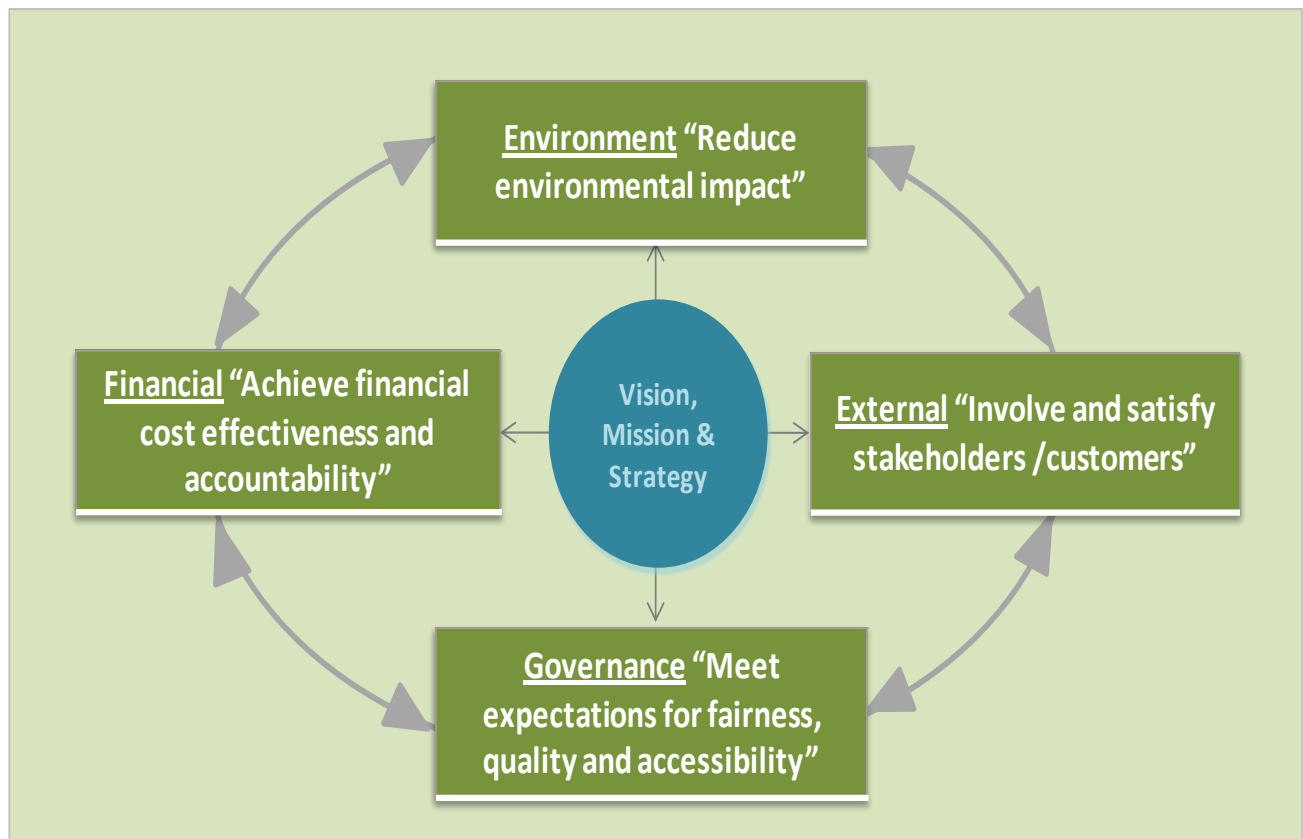 Environment “Reduce
environmental impact”
Financial “Achieve financial
cost effectiveness and
accountability”
Vision,
Mission &
Strategy
External “Involve and satisfy
stakeholders /customers”
Governance “Meet
expectations for fairness,
quality and accessibility”